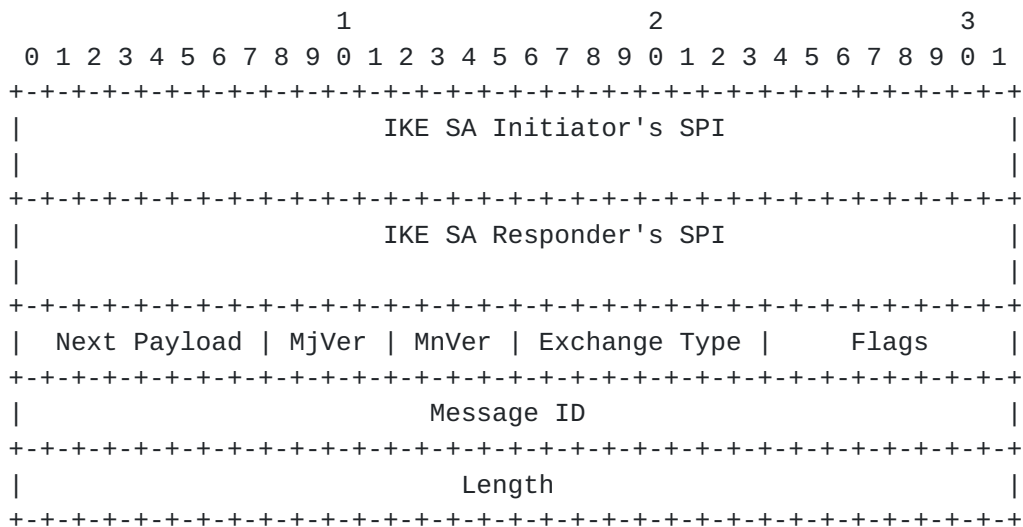 1                   2                   3
 0 1 2 3 4 5 6 7 8 9 0 1 2 3 4 5 6 7 8 9 0 1 2 3 4 5 6 7 8 9 0 1
+-+-+-+-+-+-+-+-+-+-+-+-+-+-+-+-+-+-+-+-+-+-+-+-+-+-+-+-+-+-+-+-+
|                       IKE SA Initiator's SPI                  |
|                                                               |
+-+-+-+-+-+-+-+-+-+-+-+-+-+-+-+-+-+-+-+-+-+-+-+-+-+-+-+-+-+-+-+-+
|                       IKE SA Responder's SPI                  |
|                                                               |
+-+-+-+-+-+-+-+-+-+-+-+-+-+-+-+-+-+-+-+-+-+-+-+-+-+-+-+-+-+-+-+-+
|  Next Payload | MjVer | MnVer | Exchange Type |     Flags     |
+-+-+-+-+-+-+-+-+-+-+-+-+-+-+-+-+-+-+-+-+-+-+-+-+-+-+-+-+-+-+-+-+
|                          Message ID                           |
+-+-+-+-+-+-+-+-+-+-+-+-+-+-+-+-+-+-+-+-+-+-+-+-+-+-+-+-+-+-+-+-+
|                            Length                             |
+-+-+-+-+-+-+-+-+-+-+-+-+-+-+-+-+-+-+-+-+-+-+-+-+-+-+-+-+-+-+-+-+